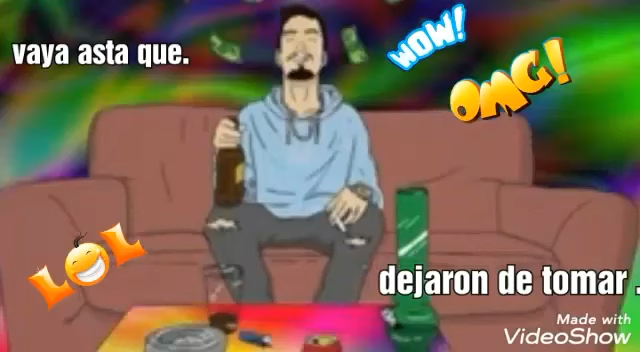 WOW!
vaya asta que.
OMG!
LOL
dejaron de tomar .
Made with
VideoShow